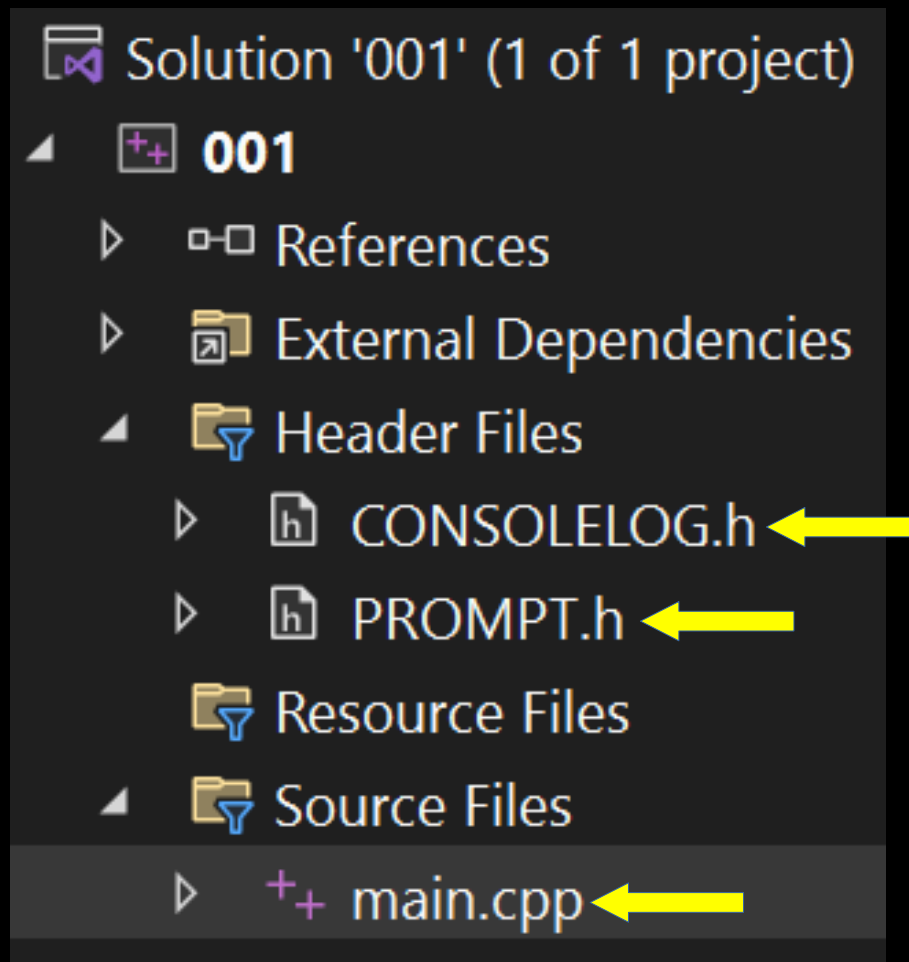 Solution '001' (1 of 1 project)
001
References
External Dependencies
Header Files
CONSOLELOG.h
PROMPT.h
Resource Files
Source Files
main.cpp